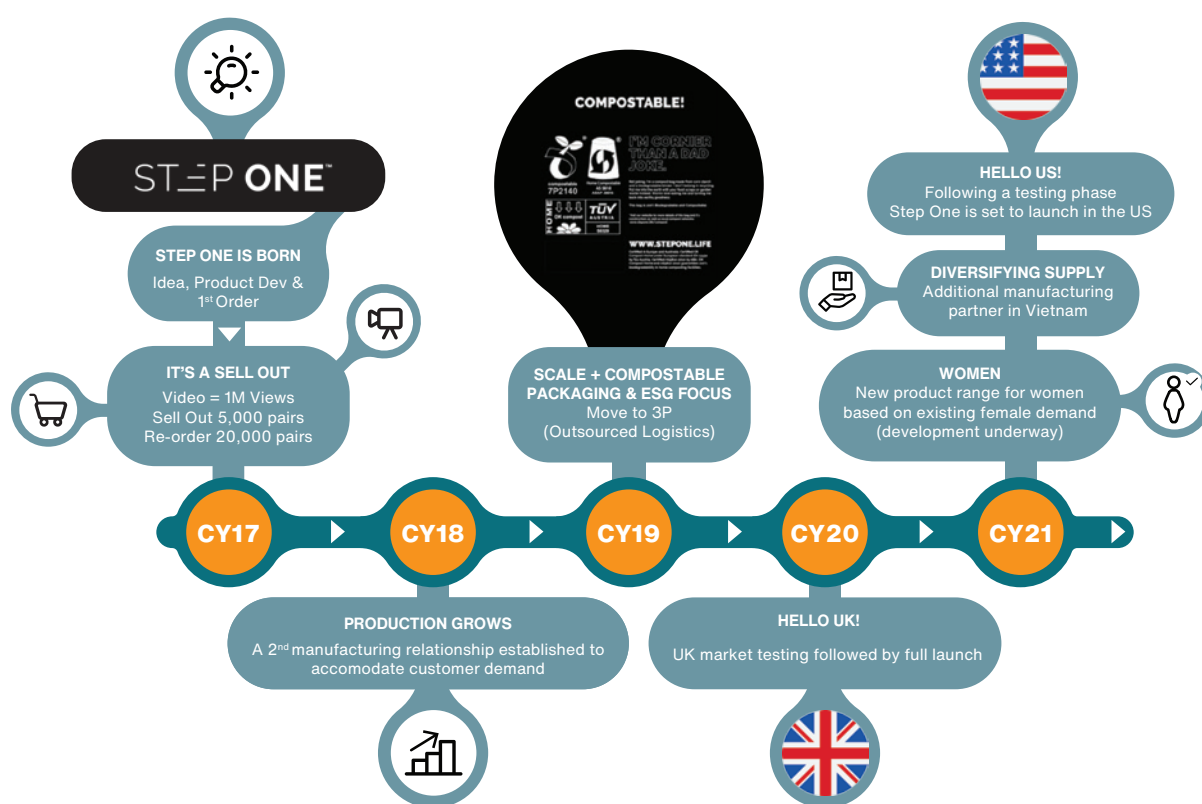 STEP ONE™
STEP ONE IS BORN
Idea, Product Dev &
1st Order
IT'S A SELL OUT
Video = 1M Views
Sell Out 5,000 pairs
Re-order 20,000 pairs
COMPOSTABLE!
I'M CORNIER
THAN A DAD
JOKE.
compostable
7P2140
HOME
OK compost
TÜV
AUSTRIA
WWW.STEPONE.LIFE
SCALE + COMPOSTABLE
PACKAGING & ESG FOCUS
Move to 3P
(Outsourced Logistics)
HELLO US!
Following a testing phase
Step One is set to launch in the US
DIVERSIFYING SUPPLY
Additional manufacturing
partner in Vietnam
WOMEN
New product range for women
based on existing female demand
(development underway)
CY17
CY18
CY19
CY20
CY21
PRODUCTION GROWS
A 2nd manufacturing relationship established to
accomodate customer demand
HELLO UK!
UK market testing followed by full launch